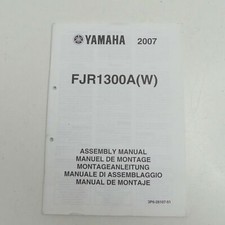 YAMAHA 2007
FJR1300A(W)
ASSEMBLY MANUAL
MANUEL DE MONTAGE
MONTAGEANLEITUNG
MANUALE DI ASSEMBLAGGIO
MANUAL DE MONTAJE